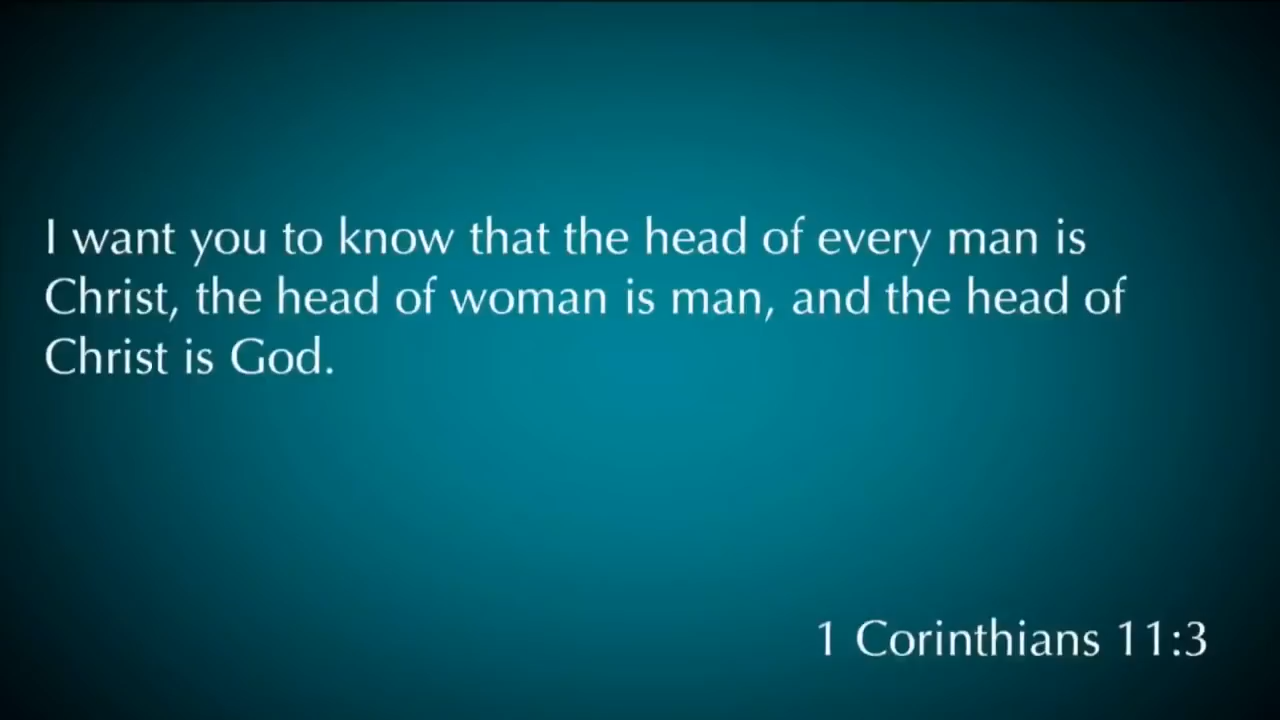 I want you to know that the head of every man is
Christ, the head of woman is man, and the head of
Christ is God.
1 Corinthians 11:3